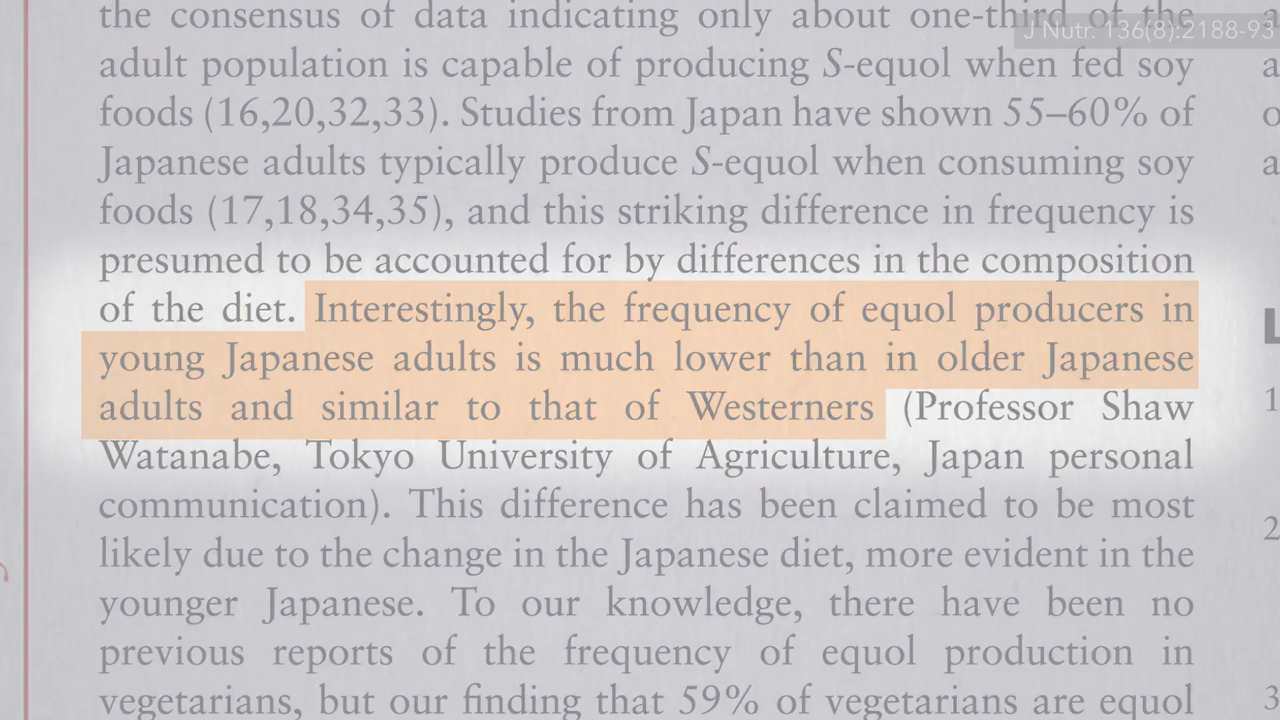 the consensus of data indicating only about one-third of the
J Nutr. 136(8):2188-93
adult population is capable of producing S-equol when fed soy
foods (16,20,32,33). Studies from Japan have shown 55–60% of
Japanese adults typically produce S-equol when consuming soy
foods (17,18,34,35), and this striking difference in frequency is
presumed to be accounted for by differences in the composition
of the diet. Interestingly, the frequency of equol producers in
young Japanese adults is much lower than in older Japanese
adults and similar to that of Westerners (Professor Shaw
Watanabe, Tokyo University of Agriculture, Japan personal
communication). This difference has been claimed to be most
likely due to the change in the Japanese diet, more evident in the
younger Japanese. To our knowledge, there have been no
previous reports of the frequency of equol production in
vegetarians, but our finding that 59% of vegetarians are equol
1
2
3